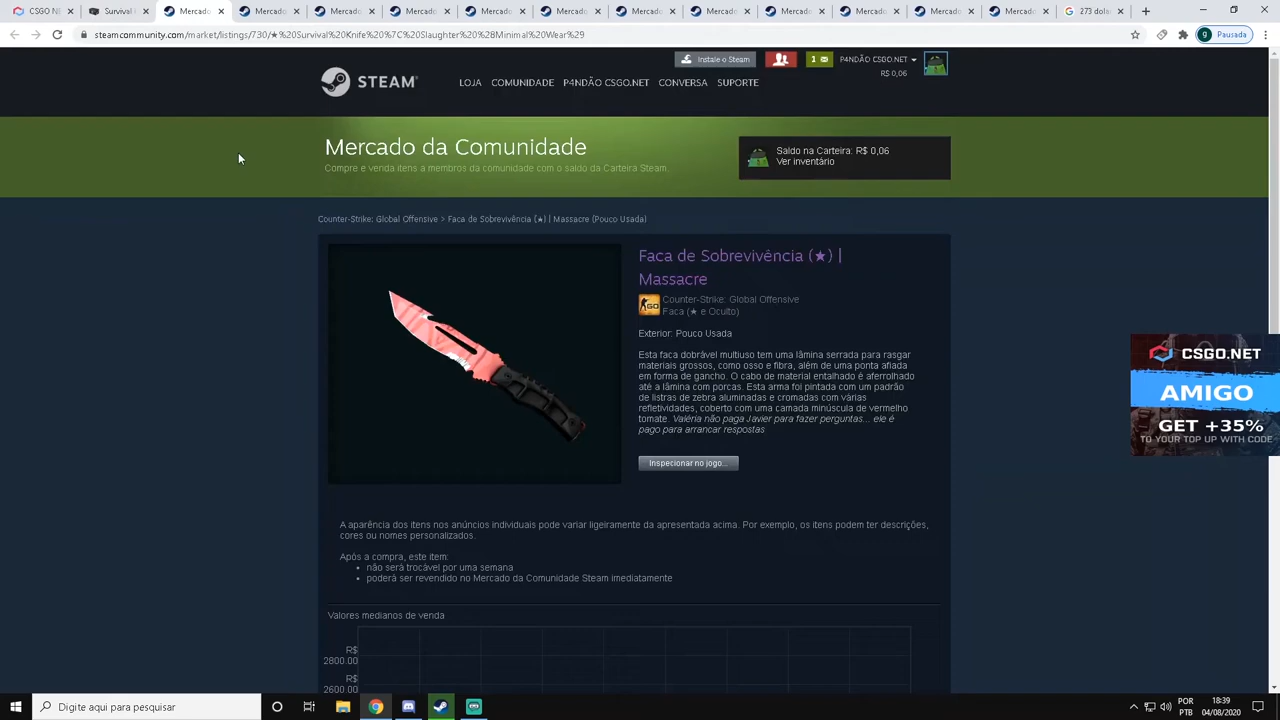 CSGO NE
Survival
Mercado
Mercado
Mercado
Mercado
Mercado
Mercado
Mercado
Mercado
Mercado
Mercado
Mercado
Mercado
273 dolar
steamcommunity.com/market/listings/730/★%20Survival%20Knife%20%7C%20Slaughter%20%28Minimal%20Wear%29
Pausada
Instale o Steam
1
P4NDÃO CSGO.NET
R$ 0,06
STEAM
LOJA COMUNIDADE P4NDÃO CSGO.NET CONVERSA SUPORTE
Mercado da Comunidade
Compre e venda itens a membros da comunidade com o saldo da Carteira Steam.
Saldo na Carteira: R$ 0,06
Ver inventário
Counter-Strike: Global Offensive > Faca de Sobrevivência (★) | Massacre (Pouco Usada)
Faca de Sobrevivência (★) |
Massacre
Counter-Strike: Global Offensive
Faca (★ e Oculto)
Exterior: Pouco Usada
Esta faca dobrável multiuso tem uma lâmina serrada para rasgar
materiais grossos, como osso e fibra, além de uma ponta afiada
em forma de gancho. O cabo de material entalhado é aferrolhado
até a lâmina com porcas. Esta arma foi pintada com um padrão
de listras de zebra aluminadas e cromadas com várias
refletividades, coberto com uma camada minúscula de vermelho
tomate. Valéria não paga Javier para fazer perguntas... ele é
pago para arrancar respostas
Inspecionar no jogo...
CSGO.NET
AMIGO
GET +35%
TO YOUR TOP UP WITH CODE
A aparência dos itens nos anúncios individuais pode variar ligeiramente da apresentada acima. Por exemplo, os itens podem ter descrições,
cores ou nomes personalizados.
Após a compra, este item:
• não será trocável por uma semana
• poderá ser revendido no Mercado da Comunidade Steam imediatamente
Valores medianos de venda
R$
2800.00
R$
2600.00
Digite aqui para pesquisar
POR
PTB
18:39
04/08/2020